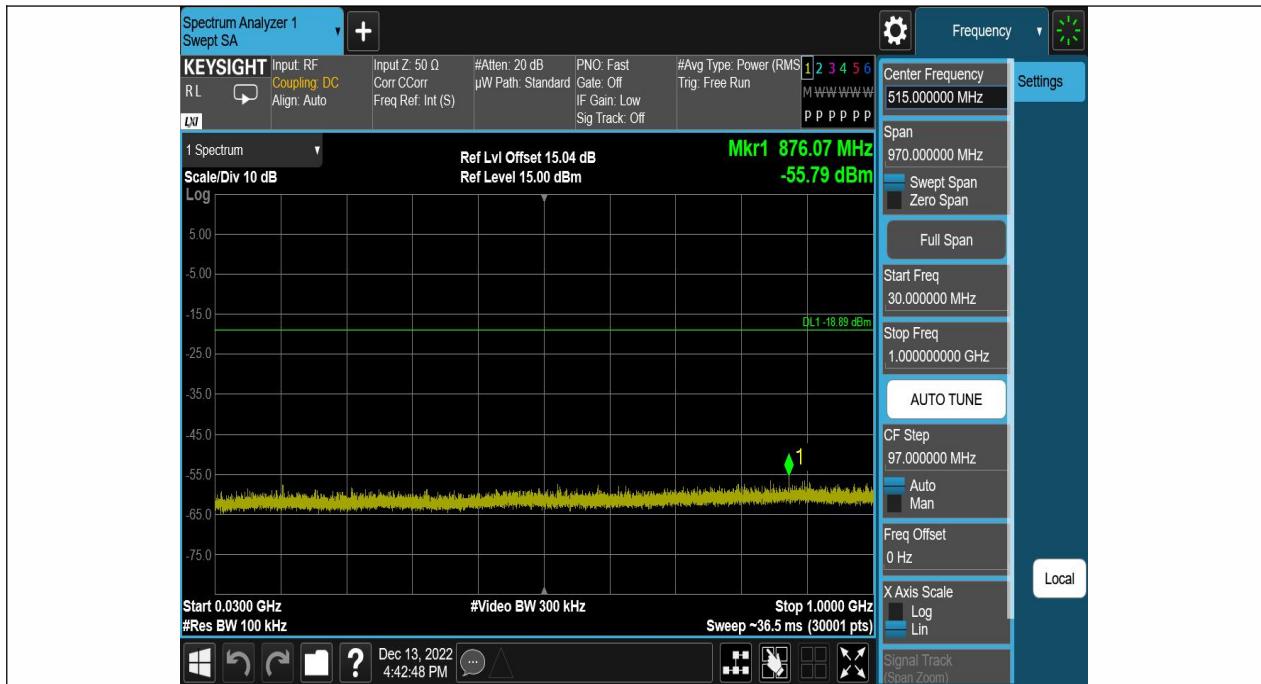 Spectrum Analyzer 1
Swept SA
+
Frequency
KEYSIGHT
R L
LXI
Input: RF
Coupling: DC
Align: Auto
Input Z: 50 Ω
Corr CCorr
Freq Ref: Int (S)
#Atten: 20 dB
µW Path: Standard
PNO: Fast
Gate: Off
IF Gain: Low
Sig Track: Off
#Avg Type: Power (RMS
Trig: Free Run
1 2 3 4 5 6
M W W W W W
P P P P P P
1 Spectrum
Scale/Div 10 dB
Log
Ref Lvl Offset 15.04 dB
Ref Level 15.00 dBm
Mkr1 876.07 MHz
-55.79 dBm
5.00
-5.00
-15.0
DL1 -18.89 dBm
-25.0
-35.0
-45.0
1
-55.0
-65.0
-75.0
Start 0.0300 GHz
#Res BW 100 kHz
#Video BW 300 kHz
Stop 1.0000 GHz
Sweep ~36.5 ms (30001 pts)
?
Dec 13, 2022
4:42:48 PM
Center Frequency
515.000000 MHz
Span
970.000000 MHz
Swept Span
Zero Span
Full Span
Start Freq
30.000000 MHz
Stop Freq
1.000000000 GHz
AUTO TUNE
CF Step
97.000000 MHz
Auto
Man
Freq Offset
0 Hz
X Axis Scale
Log
Lin
Signal Track
(Span Zoom)
Settings
Local